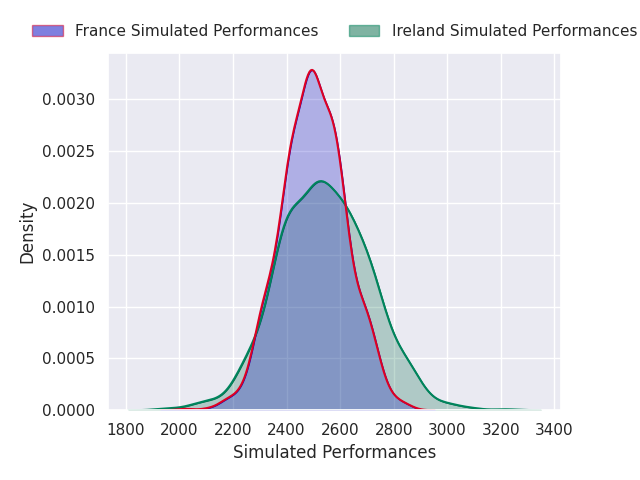 France Simulated Performances
Ireland Simulated Performances
0.0030
0.0025
0.0020
0.0015
0.0010
0.0005
0.0000
Density
1800 2000 2200 2400 2600 2800 3000 3200 3400
Simulated Performances